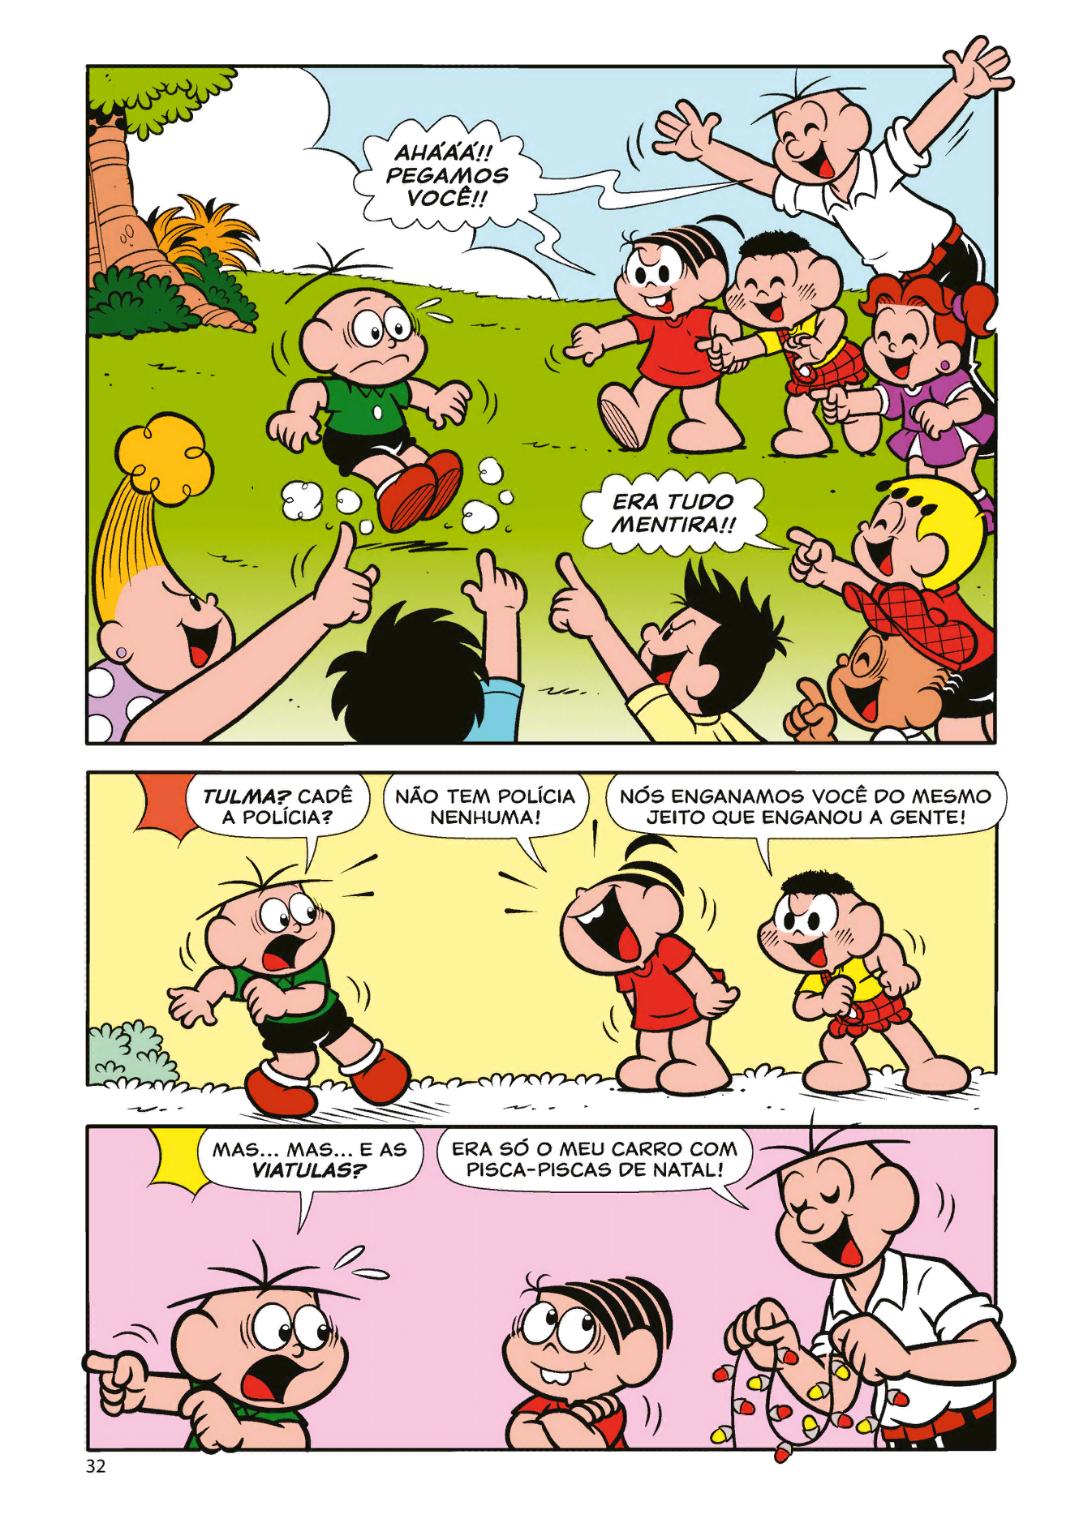 AHÁÁÁ!!
PEGAMOS
VOCÊ!!
ERA TUDO
MENTIRA!!
TULMA? CADÊ
A POLÍCIA?
NÃO TEM POLÍCIA
NENHUMA!
NÓS ENGANAMOS VOCÊ DO MESMO
JEITO QUE ENGANOU A GENTE!
MAS... MAS... E AS
VIATULAS?
ERA SÓ O MEU CARRO COM
PISCA-PISCAS DE NATAL!
32